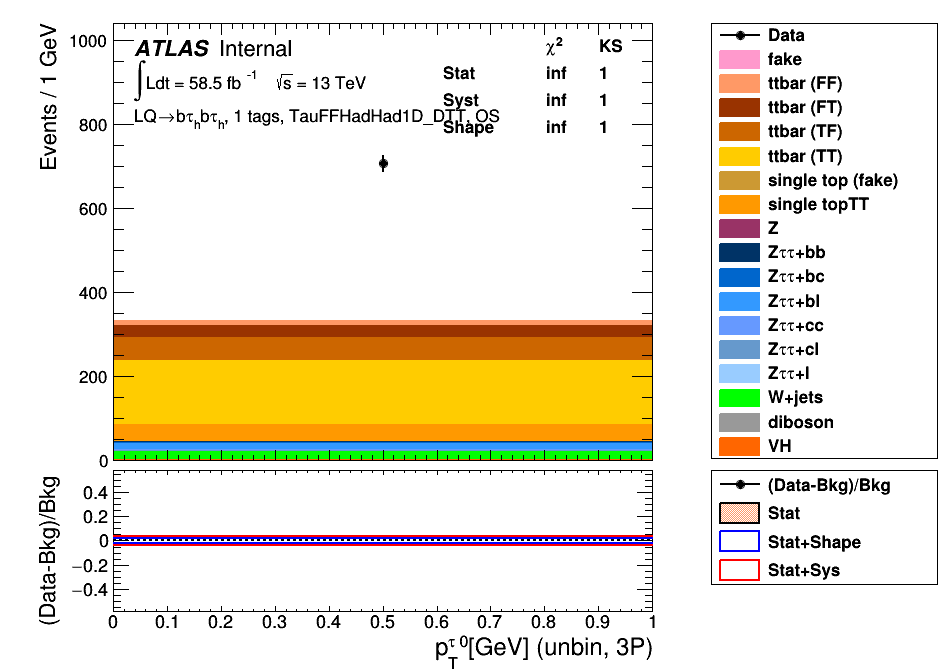 Events / 1 GeV
1000
800
600
400
200
0
ATLAS Internal
∫Ldt = 58.5 fb⁻¹ √s = 13 TeV
LQ→bτₕbτₕ, 1 tags, TauFFHadHad1D_DTT, OS
χ² KS
Stat inf 1
Syst inf 1
Shape inf 1
Data
fake
ttbar (FF)
ttbar (FT)
ttbar (TF)
ttbar (TT)
single top (fake)
single topTT
Z
Zττ+bb
Zττ+bc
Zττ+bl
Zττ+cc
Zττ+cl
Zττ+l
W+jets
diboson
VH
(Data-Bkg)/Bkg
0.4
0.2
0
−0.2
−0.4
0 0.1 0.2 0.3 0.4 0.5 0.6 0.7 0.8 0.9 1
p_T^τ 0[GeV] (unbin, 3P)
(Data-Bkg)/Bkg
Stat
Stat+Shape
Stat+Sys